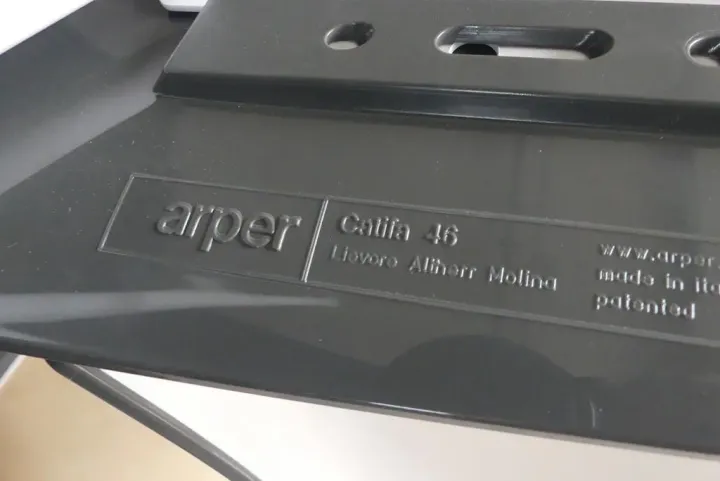 arper
Catifa 46
Lievore Altherr Molina
www.arper.
made in Ita
patented